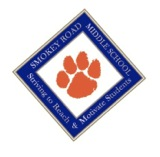 SMOKEY ROAD
MIDDLE SCHOOL
Striving to Reach
& Motivate Students